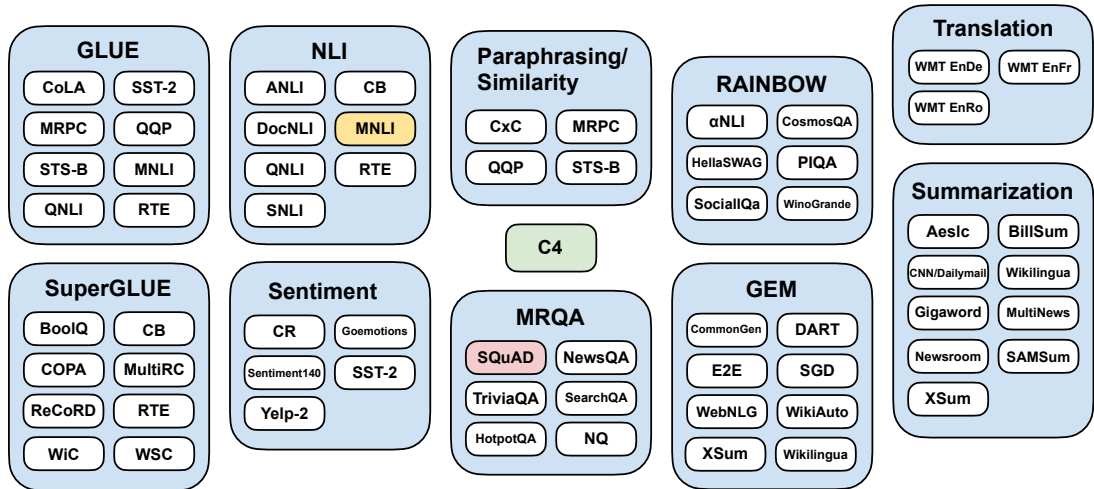 GLUE
CoLA SST-2
MRPC QQP
STS-B MNLI
QNLI RTE
SuperGLUE
BoolQ CB
COPA MultiRC
ReCoRD RTE
WiC WSC
NLI
ANLI CB
DocNLI MNLI
QNLI RTE
SNLI
Sentiment
CR Goemotions
Sentiment140 SST-2
Yelp-2
Paraphrasing/
Similarity
CxC MRPC
QQP STS-B
C4
MRQA
SQuAD NewsQA
TriviaQA SearchQA
HotpotQA NQ
RAINBOW
αNLI CosmosQA
HellaSWAG PIQA
SocialIQa WinoGrande
GEM
CommonGen DART
E2E SGD
WebNLG WikiAuto
XSum Wikilingua
Translation
WMT EnDe WMT EnFr
WMT EnRo
Summarization
Aeslc BillSum
CNN/Dailymail Wikilingua
Gigaword MultiNews
Newsroom SAMSum
XSum